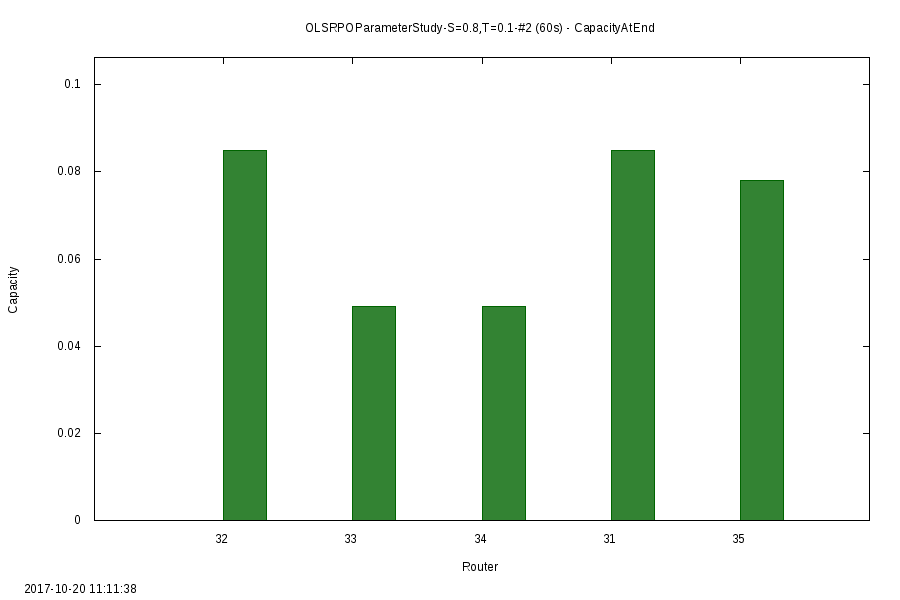 OLSRPOParameterStudy-S=0.8,T=0.1-#2 (60s) - CapacityAtEnd
0.1
0.08
0.06
0.04
0.02
0
Capacity
32 33 34 31 35
Router
2017-10-20 11:11:38